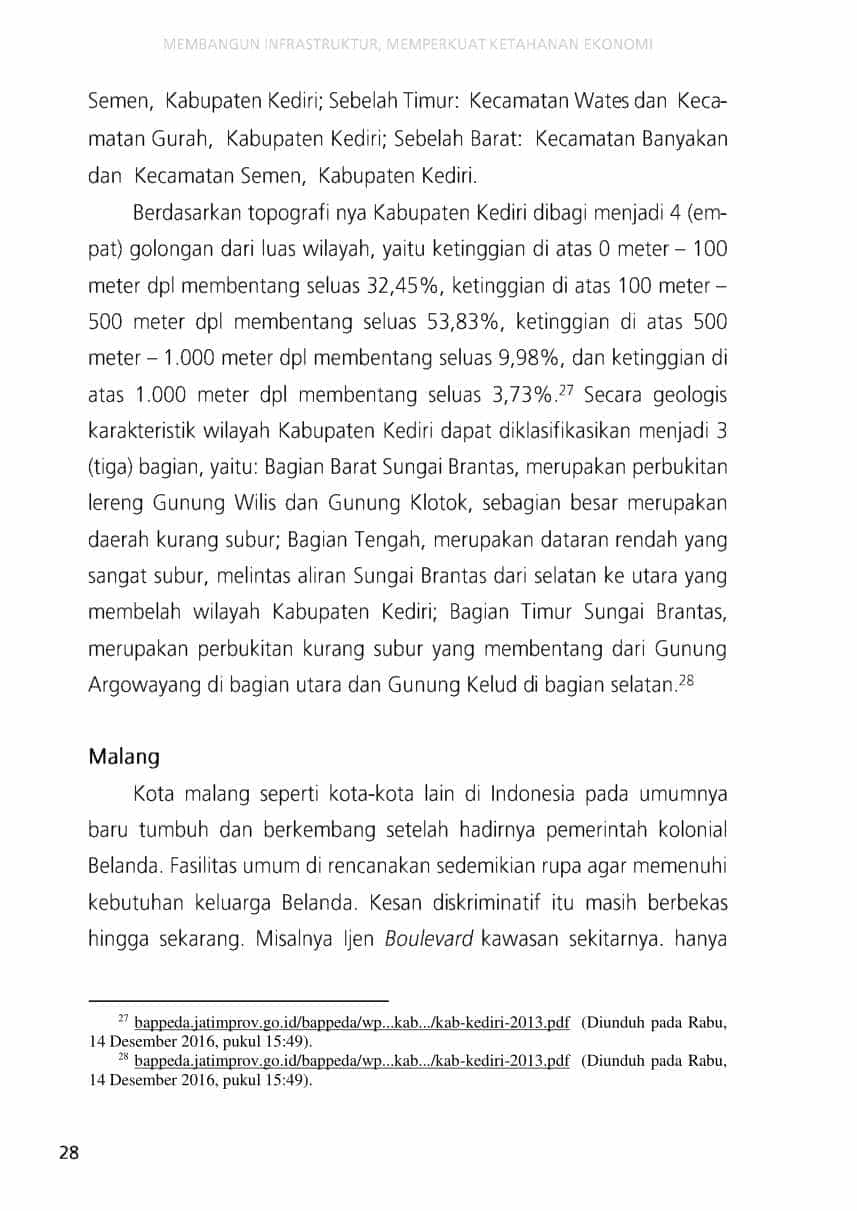 MEMBANGUN INFRASTRUKTUR, MEMPERKUAT KETAHANAN EKONOMI
Semen, Kabupaten Kediri; Sebelah Timur: Kecamatan Wates dan Keca-
matan Gurah, Kabupaten Kediri; Sebelah Barat: Kecamatan Banyakan
dan Kecamatan Semen, Kabupaten Kediri.
Berdasarkan topografi nya Kabupaten Kediri dibagi menjadi 4 (em-
pat) golongan dari luas wilayah, yaitu ketinggian di atas 0 meter – 100
meter dpl membentang seluas 32,45%, ketinggian di atas 100 meter –
500 meter dpl membentang seluas 53,83%, ketinggian di atas 500
meter – 1.000 meter dpl membentang seluas 9,98%, dan ketinggian di
atas 1.000 meter dpl membentang seluas 3,73%.27 Secara geologis
karakteristik wilayah Kabupaten Kediri dapat diklasifikasikan menjadi 3
(tiga) bagian, yaitu: Bagian Barat Sungai Brantas, merupakan perbukitan
lereng Gunung Wilis dan Gunung Klotok, sebagian besar merupakan
daerah kurang subur; Bagian Tengah, merupakan dataran rendah yang
sangat subur, melintas aliran Sungai Brantas dari selatan ke utara yang
membelah wilayah Kabupaten Kediri; Bagian Timur Sungai Brantas,
merupakan perbukitan kurang subur yang membentang dari Gunung
Argowayang di bagian utara dan Gunung Kelud di bagian selatan.28
Malang
Kota malang seperti kota-kota lain di Indonesia pada umumnya
baru tumbuh dan berkembang setelah hadirnya pemerintah kolonial
Belanda. Fasilitas umum di rencanakan sedemikian rupa agar memenuhi
kebutuhan keluarga Belanda. Kesan diskriminatif itu masih berbekas
hingga sekarang. Misalnya Ijen Boulevard kawasan sekitarnya. hanya
27 bappeda.jatimprov.go.id/bappeda/wp...kab.../kab-kediri-2013.pdf (Diunduh pada Rabu,
14 Desember 2016, pukul 15:49).
28 bappeda.jatimprov.go.id/bappeda/wp...kab.../kab-kediri-2013.pdf (Diunduh pada Rabu,
14 Desember 2016, pukul 15:49).
28